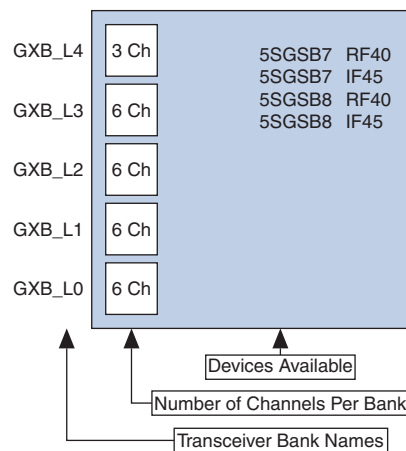 GXB_L4 3 Ch
5SGSB7 RF40
5SGSB7 IF45
5SGSB8 RF40
5SGSB8 IF45
GXB_L3 6 Ch
GXB_L2 6 Ch
GXB_L1 6 Ch
GXB_L0 6 Ch
Devices Available
Number of Channels Per Bank
Transceiver Bank Names